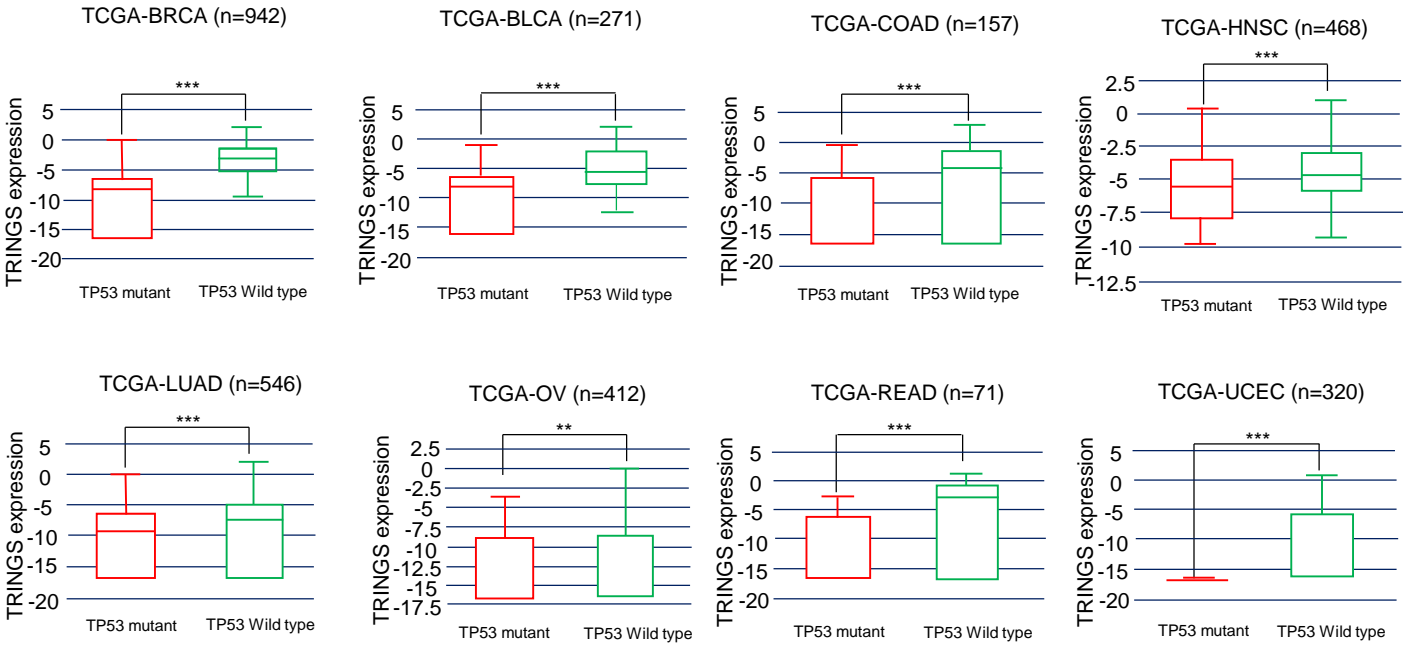 TCGA-BRCA (n=942)
***
TRINGS expression
5
0
-5
-10
-15
-20
TP53 mutant
TP53 Wild type
TCGA-BLCA (n=271)
***
TRINGS expression
5
0
-5
-10
-15
-20
TP53 mutant
TP53 Wild type
TCGA-COAD (n=157)
***
TRINGS expression
5
0
-5
-10
-15
-20
TP53 mutant
TP53 Wild type
TCGA-HNSC (n=468)
***
TRINGS expression
2.5
0
-2.5
-5
-7.5
-10
-12.5
TP53 mutant
TP53 Wild type
TCGA-LUAD (n=546)
***
TRINGS expression
5
0
-5
-10
-15
-20
TP53 mutant
TP53 Wild type
TCGA-OV (n=412)
**
TRINGS expression
2.5
0
-2.5
-5
-7.5
-10
-12.5
-15
-17.5
TP53 mutant
TP53 Wild type
TCGA-READ (n=71)
***
TRINGS expression
5
0
-5
-10
-15
-20
TP53 mutant
TP53 Wild type
TCGA-UCEC (n=320)
***
TRINGS expression
5
0
-5
-10
-15
-20
TP53 mutant
TP53 Wild type